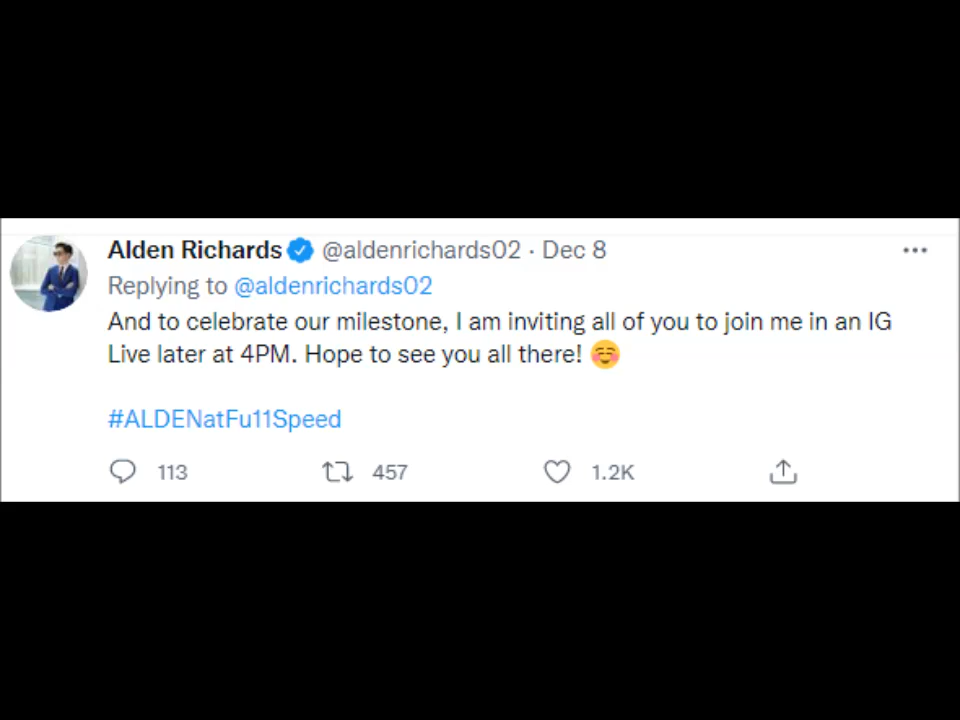 Alden Richards @aldenrichards02 · Dec 8
Replying to @aldenrichards02
And to celebrate our milestone, I am inviting all of you to join me in an IG
Live later at 4PM. Hope to see you all there! ☺️
#ALDENatFu11Speed
113 457 1.2K